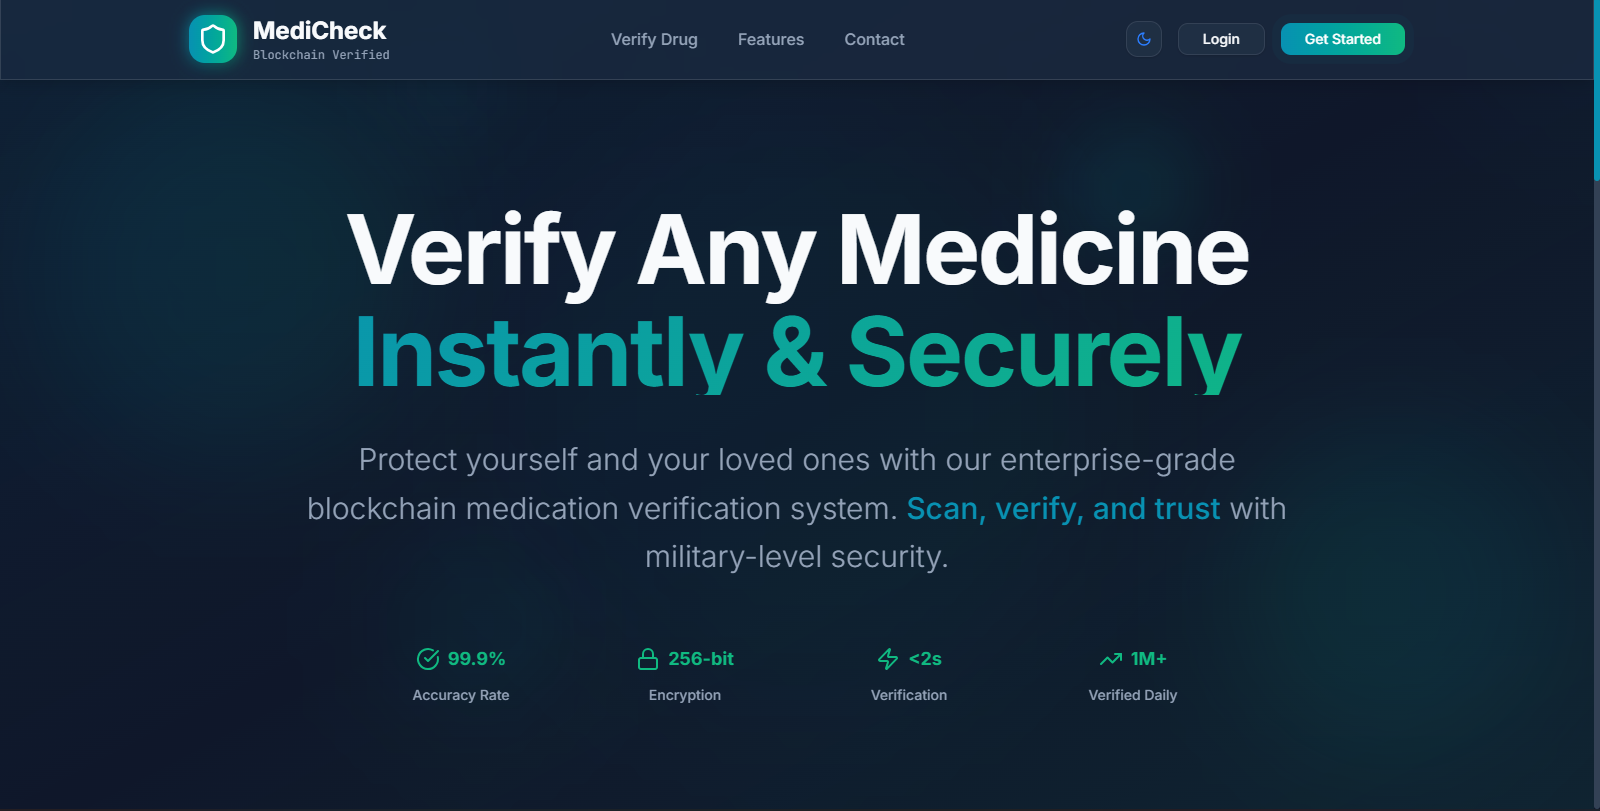 MediCheck
Blockchain Verified
Verify Drug
Features
Contact
Login
Get Started
Verify Any Medicine
Instantly & Securely
Protect yourself and your loved ones with our enterprise-grade
blockchain medication verification system. Scan, verify, and trust with
military-level security.
99.9%
Accuracy Rate
256-bit
Encryption
<2s
Verification
1M+
Verified Daily